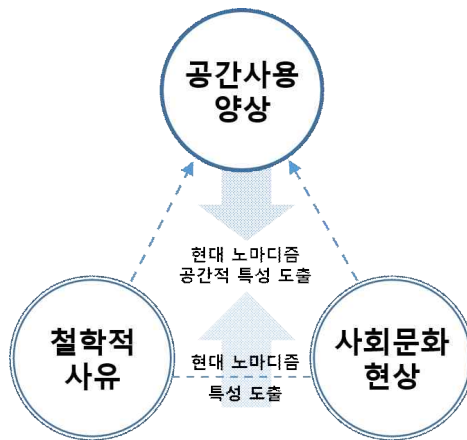 공간사용
양상
현대 노마디즘
공간적 특성 도출
철학적
사유
현대 노마디즘
특성 도출
사회문화
현상